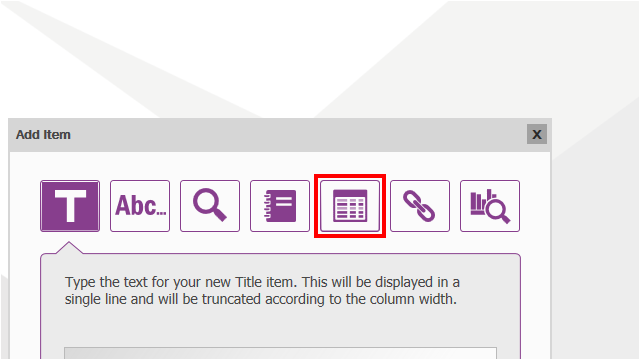 Add Item
X
T
Abc...
Type the text for your new Title item. This will be displayed in a
single line and will be truncated according to the column width.